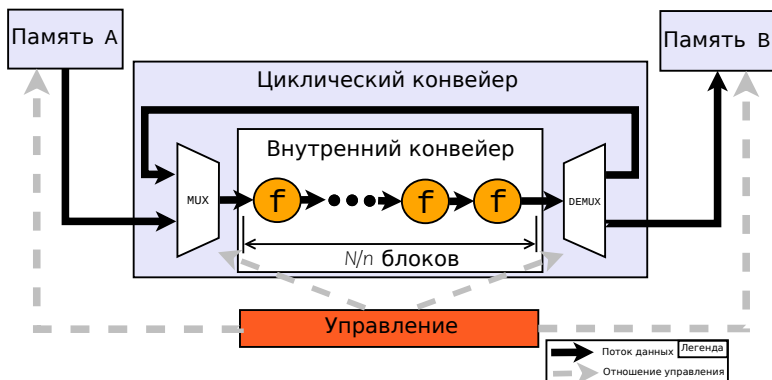 Память A
Память B
Циклический конвейер
Внутренний конвейер
MUX
f
f
f
DEMUX
N/n блоков
Управление
Поток данных
Легенда
Отношение управления